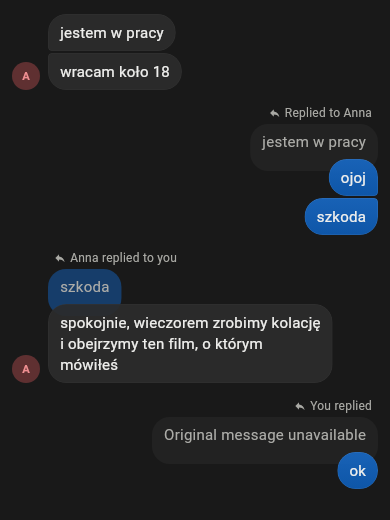 jestem w pracy
A
wracam koło 18
Replied to Anna
jestem w pracy
ojoj
szkoda
Anna replied to you
szkoda
spokojnie, wieczorem zrobimy kolację
i obejrzymy ten film, o którym
mówiłeś
A
You replied
Original message unavailable
ok